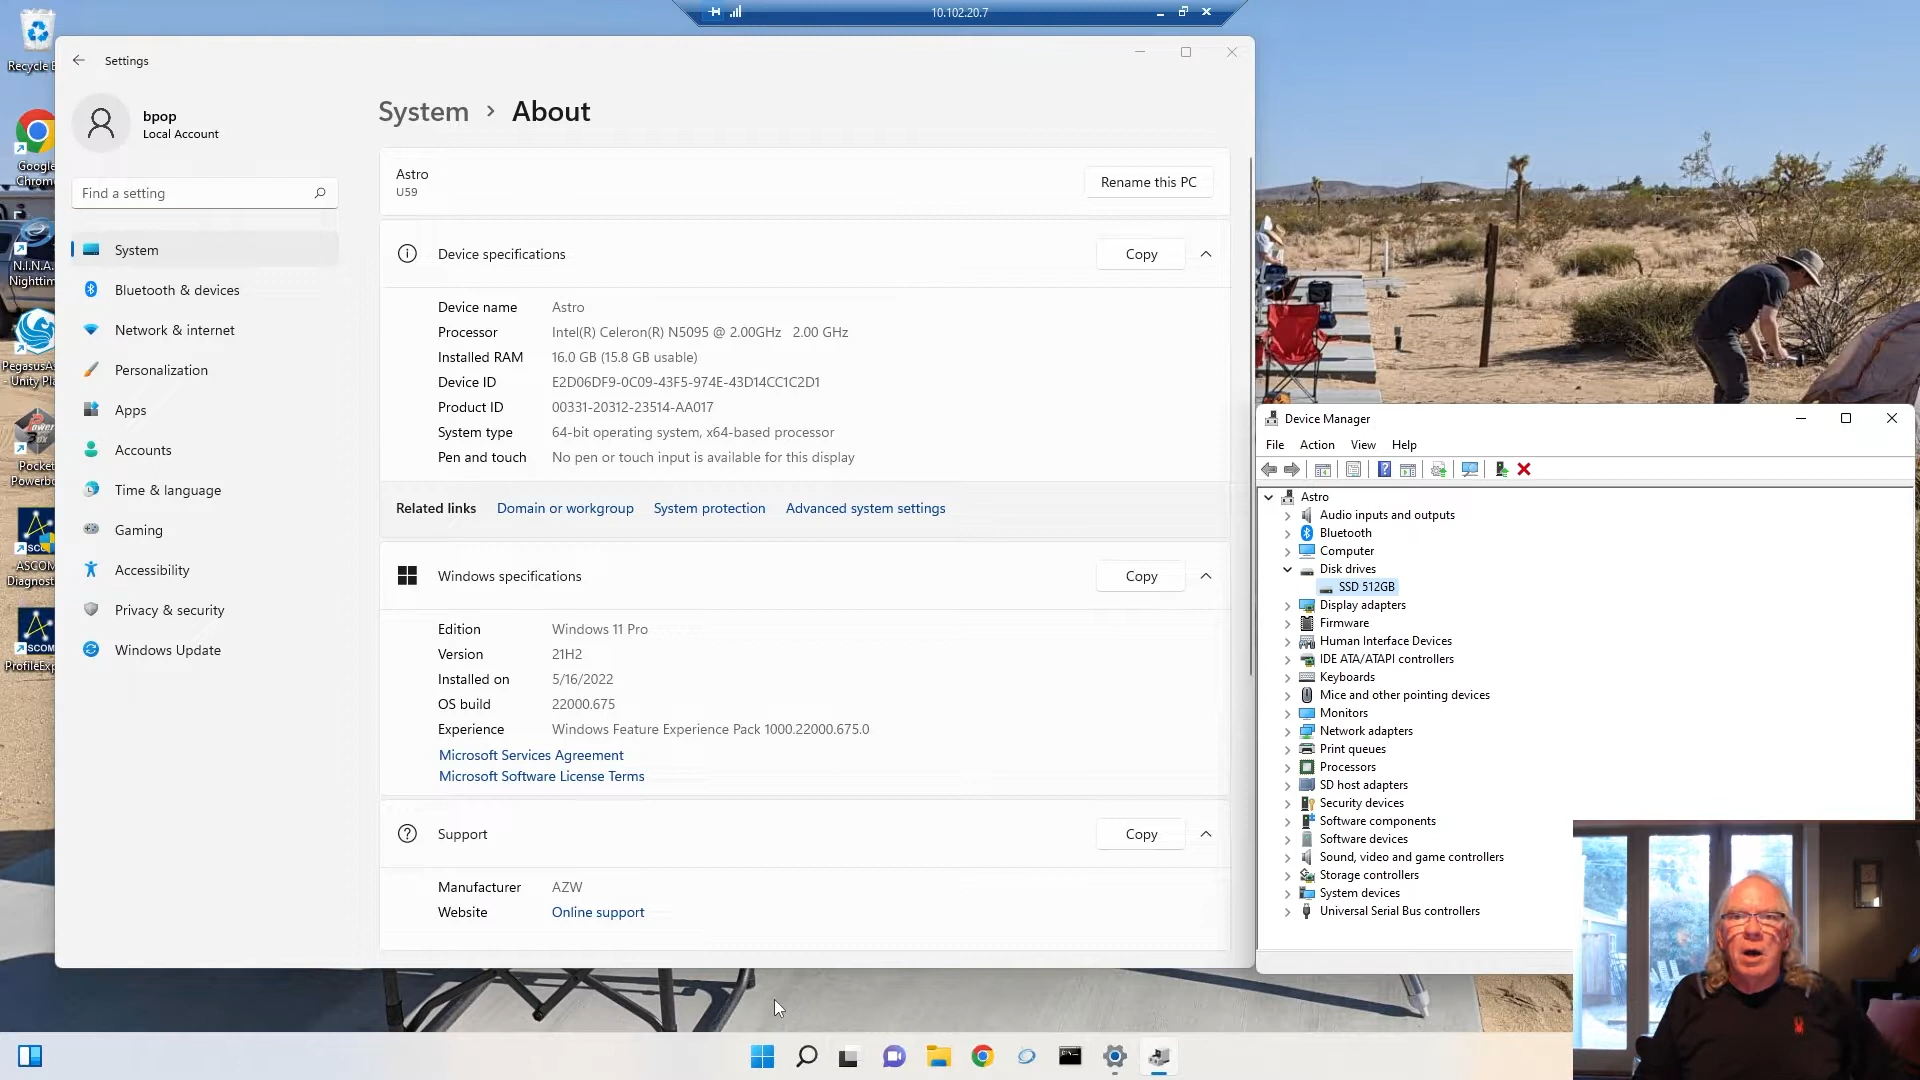 10.102.20.7
Recycle
Google
Chrom
N.I.N.A.
Nighttim
PegasusA
- Unity Pl
Pocket
Powerb
ASCOM
Diagnost
ProfileExp
Settings
bpop
Local Account
Find a setting
System
Bluetooth & devices
Network & internet
Personalization
Apps
Accounts
Time & language
Gaming
Accessibility
Privacy & security
Windows Update
System > About
Astro
U59
Rename this PC
Device specifications
Copy
Device name Astro
Processor Intel(R) Celeron(R) N5095 @ 2.00GHz 2.00 GHz
Installed RAM 16.0 GB (15.8 GB usable)
Device ID E2D06DF9-0C09-43F5-974E-43D14CC1C2D1
Product ID 00331-20312-23514-AA017
System type 64-bit operating system, x64-based processor
Pen and touch No pen or touch input is available for this display
Related links Domain or workgroup System protection Advanced system settings
Windows specifications
Copy
Edition Windows 11 Pro
Version 21H2
Installed on 5/16/2022
OS build 22000.675
Experience Windows Feature Experience Pack 1000.22000.675.0
Microsoft Services Agreement
Microsoft Software License Terms
Support
Copy
Manufacturer AZW
Website Online support
Device Manager
File Action View Help
Astro
Audio inputs and outputs
Bluetooth
Computer
Disk drives
SSD 512GB
Display adapters
Firmware
Human Interface Devices
IDE ATA/ATAPI controllers
Keyboards
Mice and other pointing devices
Monitors
Network adapters
Print queues
Processors
SD host adapters
Security devices
Software components
Software devices
Sound, video and game controllers
Storage controllers
System devices
Universal Serial Bus controllers